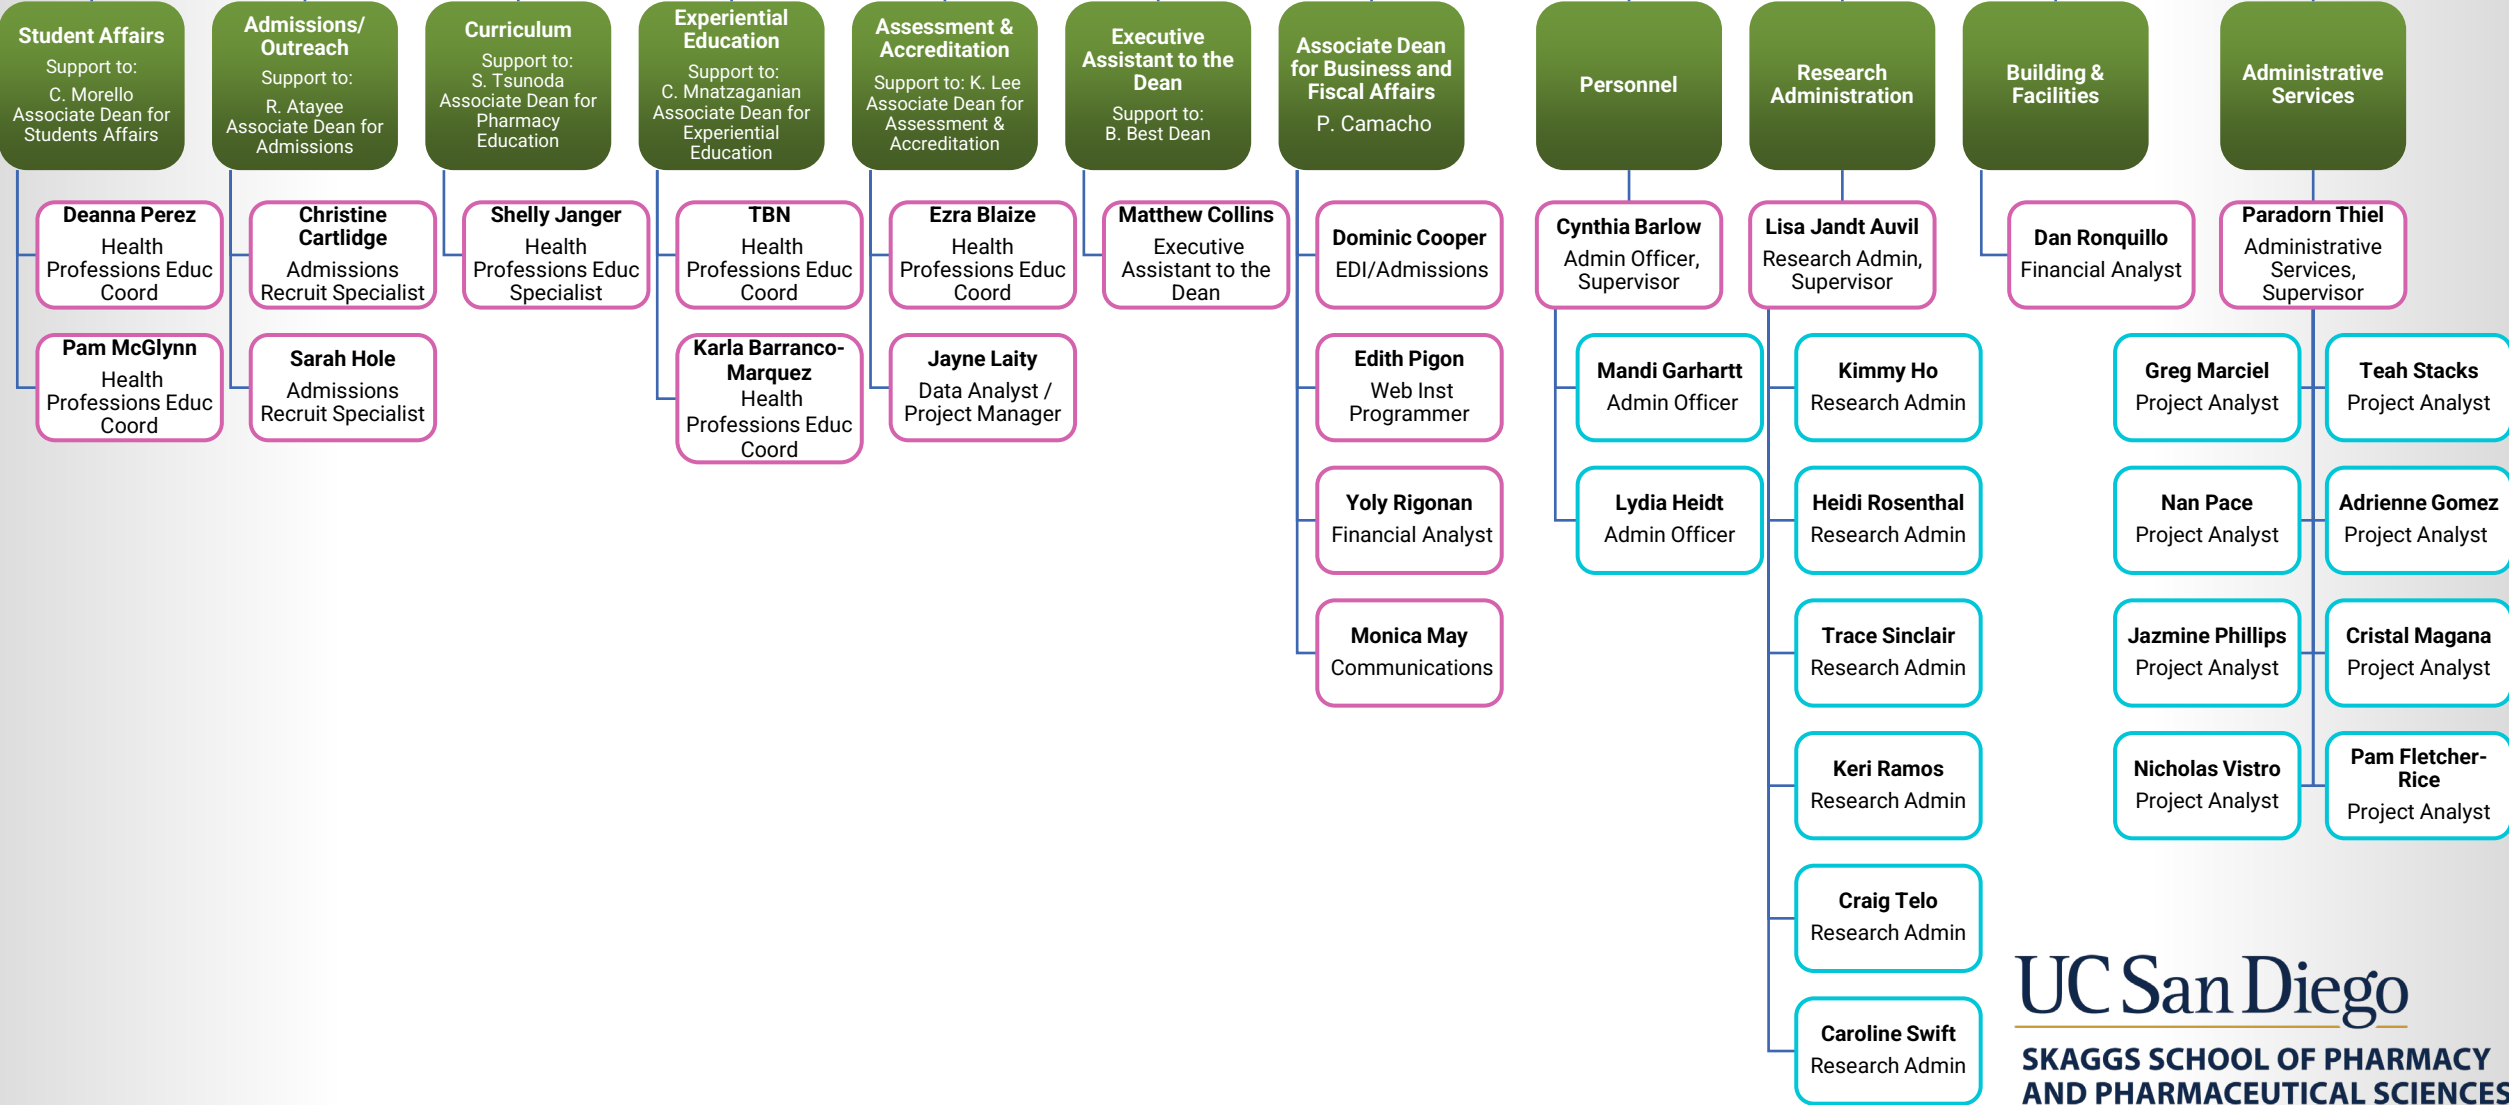 Student Affairs
Support to:
C. Morello
Associate Dean for
Students Affairs
Admissions/
Outreach
Support to:
R. Atayee
Associate Dean for
Admissions
Curriculum
Support to:
S. Tsunoda
Associate Dean for
Pharmacy
Education
Experiential
Education
Support to:
C. Mnatzaganian
Associate Dean for
Experiential
Education
Assessment &
Accreditation
Support to: K. Lee
Associate Dean for
Assessment &
Accreditation
Executive
Assistant to the
Dean
Support to:
B. Best Dean
Associate Dean
for Business and
Fiscal Affairs
P. Camacho
Personnel
Research
Administration
Building &
Facilities
Administrative
Services
Deanna Perez
Health
Professions Educ
Coord
Christine
Cartlidge
Admissions
Recruit Specialist
Shelly Janger
Health
Professions Educ
Specialist
TBN
Health
Professions Educ
Coord
Ezra Blaize
Health
Professions Educ
Coord
Matthew Collins
Executive
Assistant to the
Dean
Dominic Cooper
EDI/Admissions
Cynthia Barlow
Admin Officer,
Supervisor
Lisa Jandt Auvil
Research Admin,
Supervisor
Dan Ronquillo
Financial Analyst
Paradorn Thiel
Administrative
Services,
Supervisor
Pam McGlynn
Health
Professions Educ
Coord
Sarah Hole
Admissions
Recruit Specialist
Karla Barranco-
Marquez
Health
Professions Educ
Coord
Jayne Laity
Data Analyst /
Project Manager
Edith Pigon
Web Inst
Programmer
Mandi Garhartt
Admin Officer
Kimmy Ho
Research Admin
Greg Marciel
Project Analyst
Teah Stacks
Project Analyst
Yoly Rigonan
Financial Analyst
Lydia Heidt
Admin Officer
Heidi Rosenthal
Research Admin
Nan Pace
Project Analyst
Adrienne Gomez
Project Analyst
Monica May
Communications
Trace Sinclair
Research Admin
Jazmine Phillips
Project Analyst
Cristal Magana
Project Analyst
Keri Ramos
Research Admin
Nicholas Vistro
Project Analyst
Pam Fletcher-
Rice
Project Analyst
Craig Telo
Research Admin
Caroline Swift
Research Admin
UC San Diego
SKAGGS SCHOOL OF PHARMACY
AND PHARMACEUTICAL SCIENCES